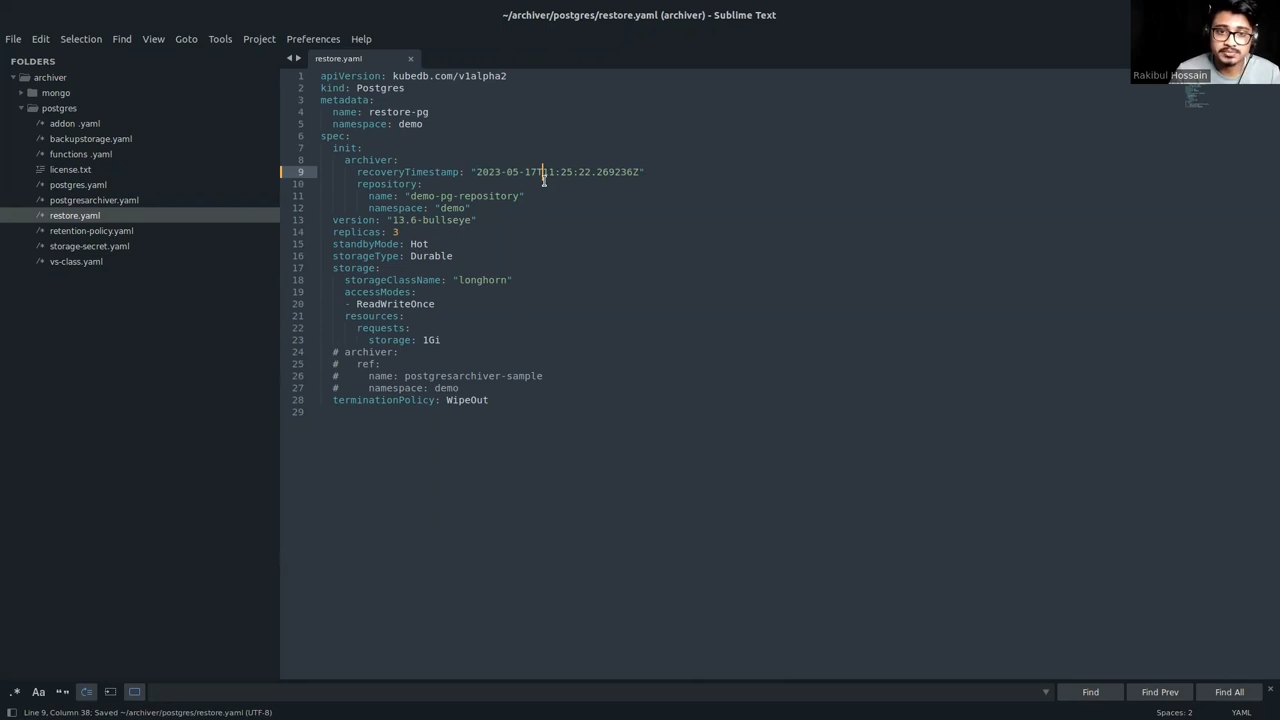 ~/archiver/postgres/restore.yaml (archiver) - Sublime Text
File Edit Selection Find View Goto Tools Project Preferences Help
Rakibul Hossain
FOLDERS
archiver
mongo
postgres
/* addon .yaml
/* backupstorage.yaml
/* functions .yaml
/* license.txt
/* postgres.yaml
/* postgresarchiver.yaml
/* restore.yaml
/* retention-policy.yaml
/* storage-secret.yaml
/* vs-class.yaml
restore.yaml ×
1 apiVersion: kubedb.com/v1alpha2
2 kind: Postgres
3 metadata:
4 name: restore-pg
5 namespace: demo
6 spec:
7 init:
8 archiver:
9 recoveryTimestamp: "2023-05-17T11:25:22.269236Z"
10 repository:
11 name: "demo-pg-repository"
12 namespace: "demo"
13 version: "13.6-bullseye"
14 replicas: 3
15 standbyMode: Hot
16 storageType: Durable
17 storage:
18 storageClassName: "longhorn"
19 accessModes:
20 - ReadWriteOnce
21 resources:
22 requests:
23 storage: 1Gi
24 # archiver:
25 # ref:
26 # name: postgresarchiver-sample
27 # namespace: demo
28 terminationPolicy: WipeOut
29
.* Aa “” Find Find Prev Find All
Line 9, Column 38; Saved ~/archiver/postgres/restore.yaml (UTF-8) Spaces: 2 YAML